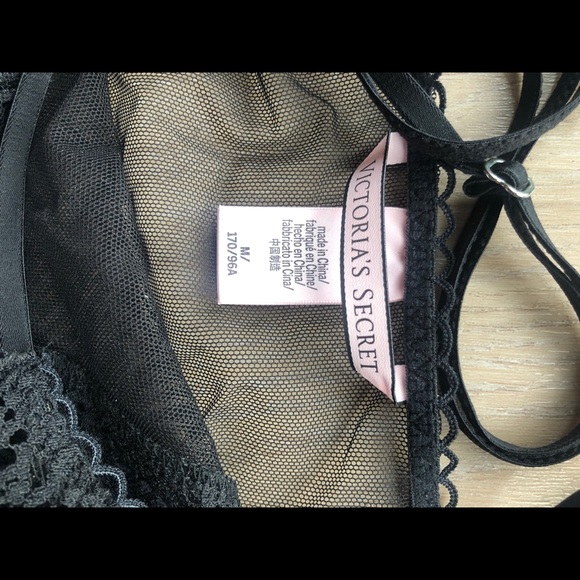 VICTORIA'S SECRET
made in China/
fabriqué en Chine/
hecho en China/
fabbricato in Cina/
中国制造
M/
170/96A